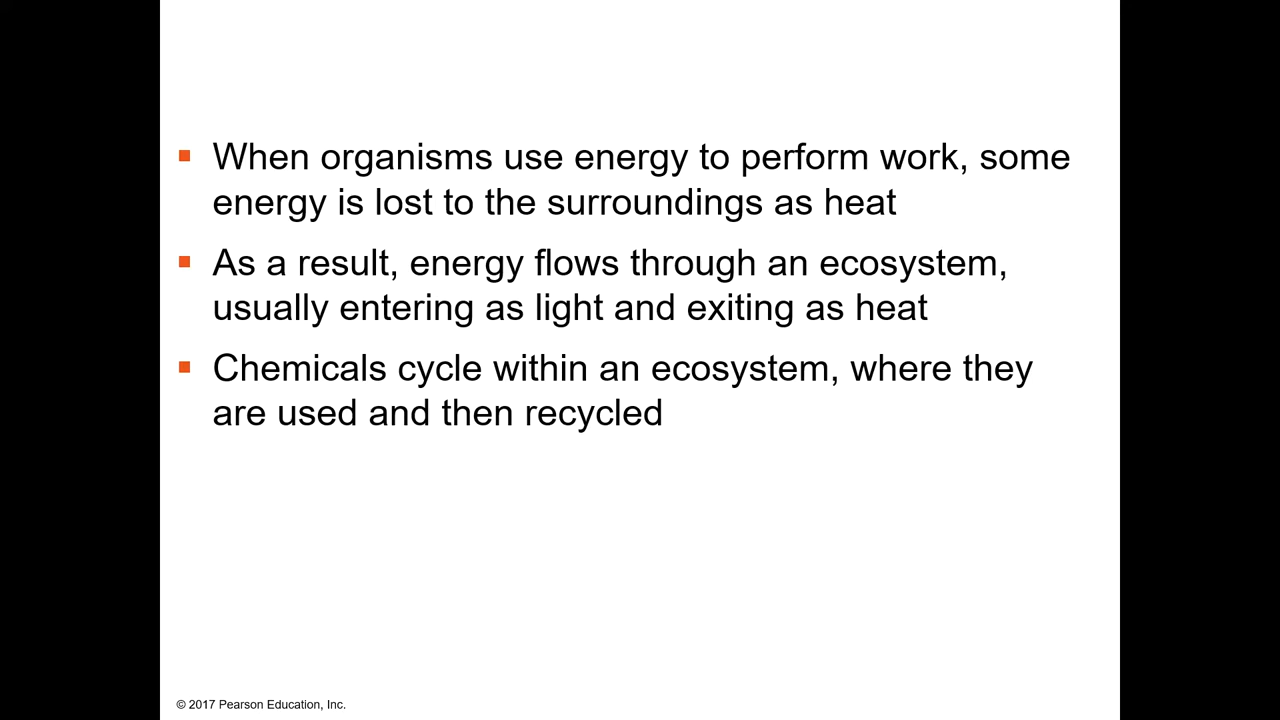 When organisms use energy to perform work, some
energy is lost to the surroundings as heat
As a result, energy flows through an ecosystem,
usually entering as light and exiting as heat
Chemicals cycle within an ecosystem, where they
are used and then recycled
© 2017 Pearson Education, Inc.